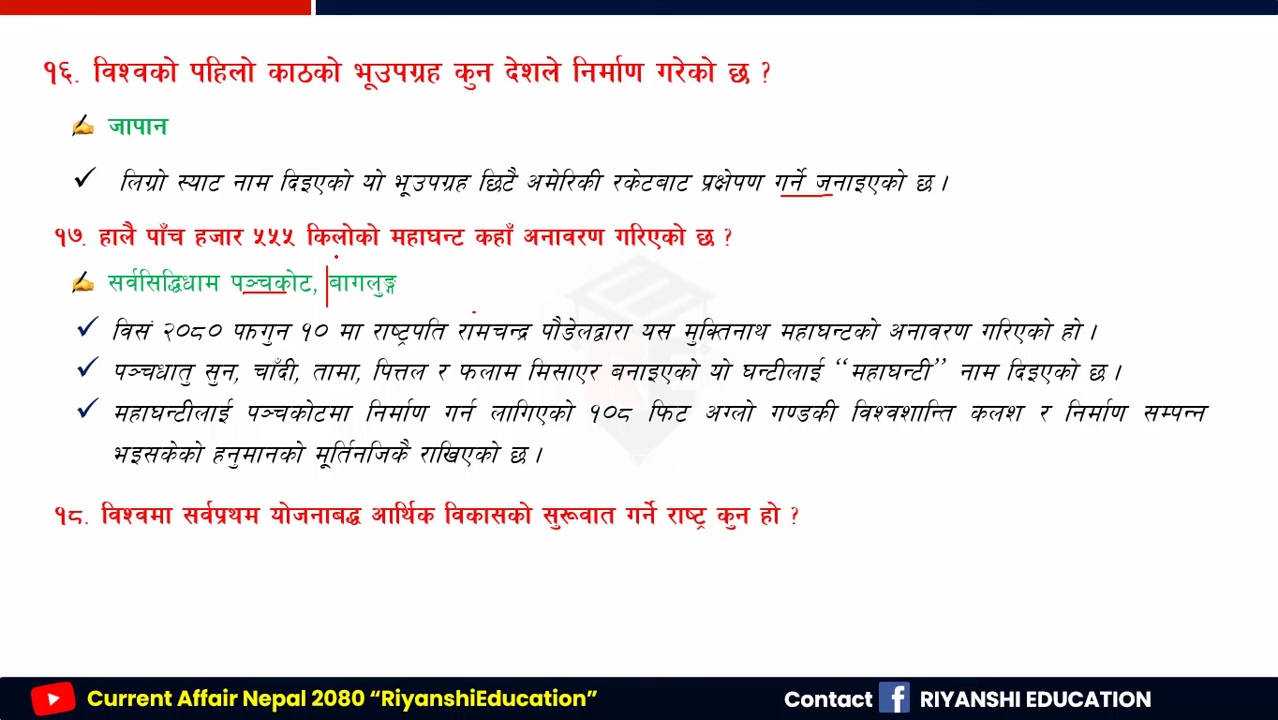 १६. विश्वको पहिलो काठको भूउपग्रह कुन देशले निर्माण गरेको छ ?
जापान
लिग्रो स्याट नाम दिइएको यो भूउपग्रह छिटै अमेरिकी रकेटबाट प्रक्षेपण गर्ने जनाइएको छ ।
१७. हालै पाँच हजार ५५५ किलोको महाघन्ट कहाँ अनावरण गरिएको छ ?
सर्वसिद्धिधाम पञ्चकोट, बागलुङ्ग
विसं २०८० फागुन १० मा राष्ट्रपति रामचन्द्र पौडेलद्वारा यस मुक्तिनाथ महाघन्टको अनावरण गरिएको हो ।
पञ्चधातु सुन, चाँदी, तामा, पित्तल र फलाम मिसाएर बनाइएको यो घन्टीलाई “महाघन्टी” नाम दिइएको छ ।
महाघन्टीलाई पञ्चकोटमा निर्माण गर्न लागिएको १०८ फिट अग्लो गण्डकी विश्वशान्ति कलश र निर्माण सम्पन्न
भइसकेको हनुमानको मूर्तिनजिकै राखिएको छ ।
१८. विश्वमा सर्वप्रथम योजनाबद्ध आर्थिक विकासको सुरूवात गर्ने राष्ट्र कुन हो ?
Current Affair Nepal 2080 “RiyanshiEducation” Contact f RIYANSHI EDUCATION